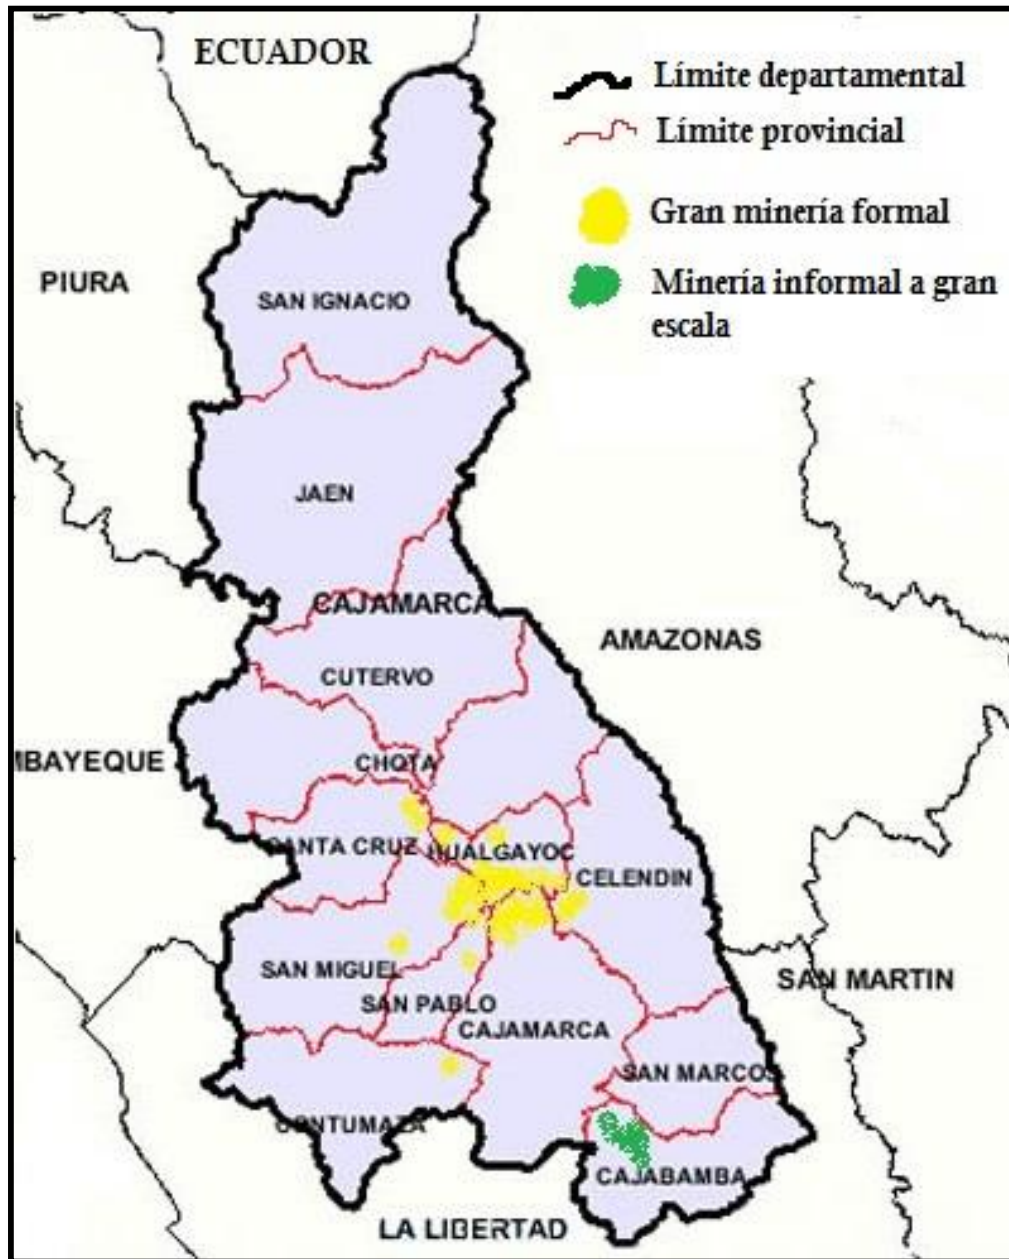 ECUADOR
Límite departamental
Límite provincial
Gran minería formal
PIURA
Minería informal a gran
escala
SAN IGNACIO
JAEN
CAJAMARCA
AMAZONAS
CUTERVO
MBAYEQUE
CHOTA
SANTA CRUZ
HUALGAYOC
CELENDIN
SAN MIGUEL
SAN MARTIN
SAN PABLO
CAJAMARCA
SAN MARCOS
CONTUMAZA
CAJABAMBA
LA LIBERTAD